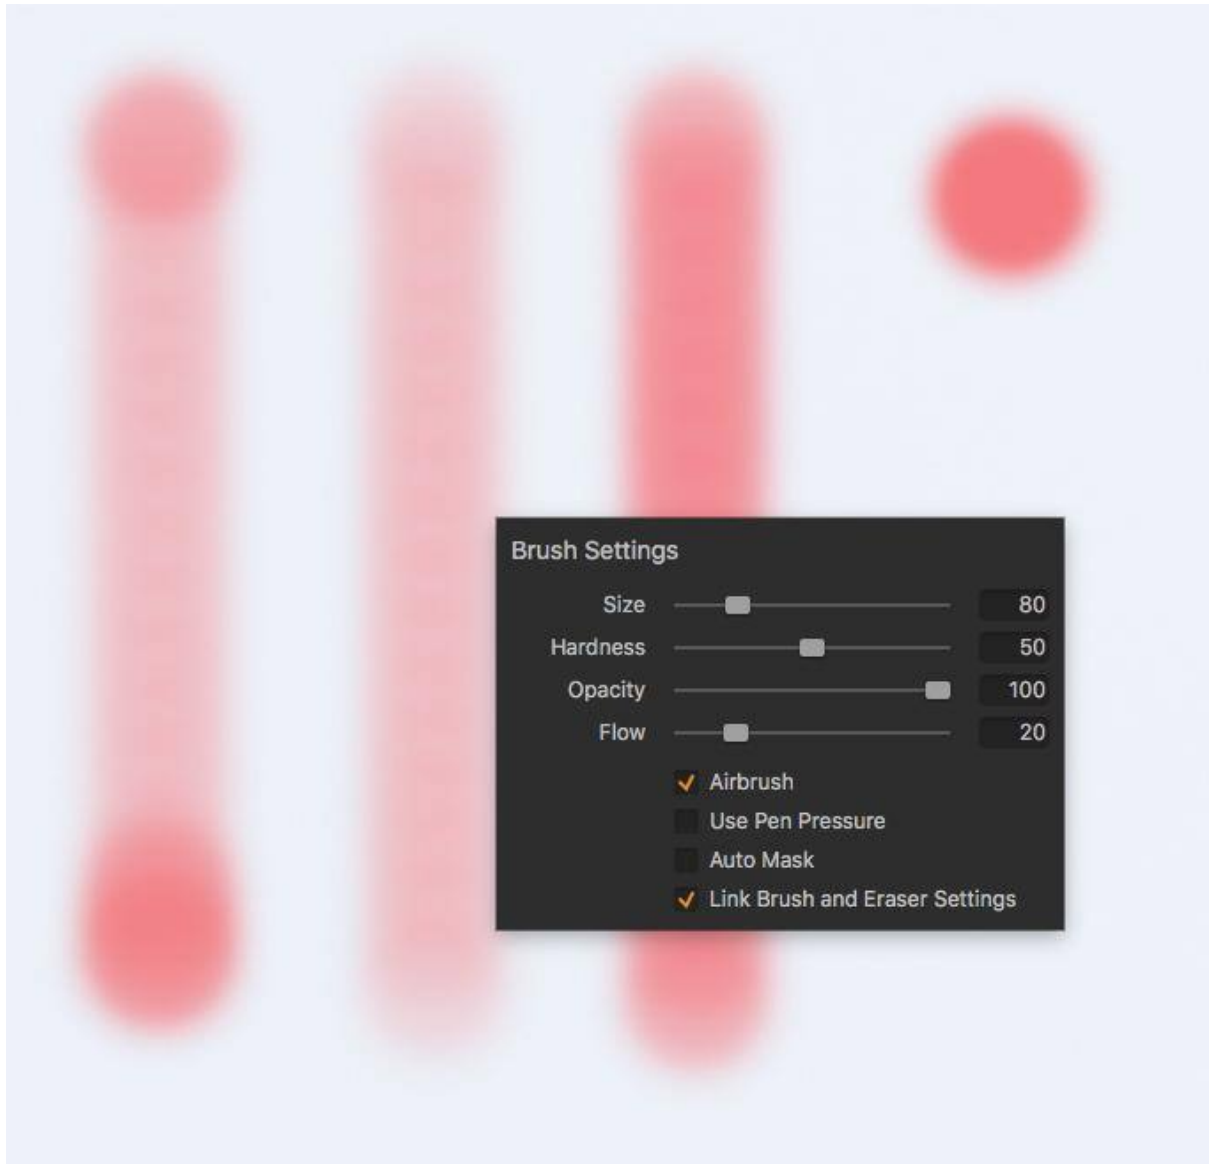 Brush Settings
Size 80
Hardness 50
Opacity 100
Flow 20
Airbrush
Use Pen Pressure
Auto Mask
Link Brush and Eraser Settings